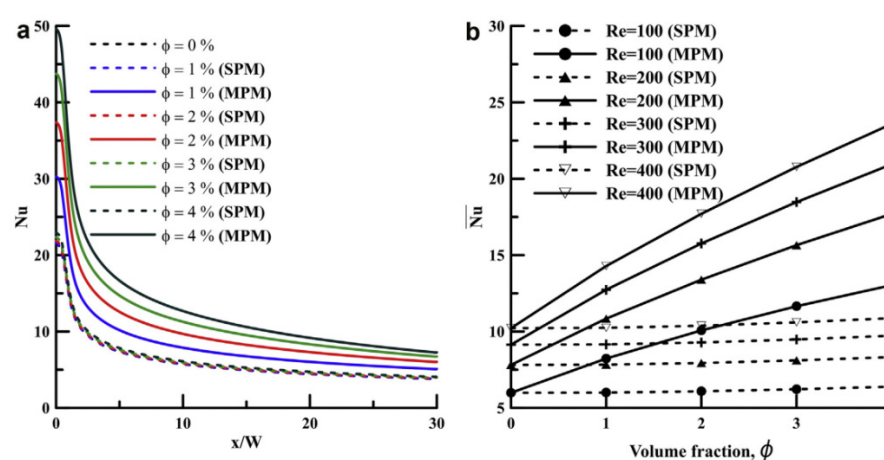 a
50
40
30
20
10
0
Nu
0
10
20
30
x/W
ϕ = 0 %
ϕ = 1 % (SPM)
ϕ = 1 % (MPM)
ϕ = 2 % (SPM)
ϕ = 2 % (MPM)
ϕ = 3 % (SPM)
ϕ = 3 % (MPM)
ϕ = 4 % (SPM)
ϕ = 4 % (MPM)
b
30
25
20
15
10
5
Nu
0
1
2
3
Volume fraction, ϕ
Re=100 (SPM)
Re=100 (MPM)
Re=200 (SPM)
Re=200 (MPM)
Re=300 (SPM)
Re=300 (MPM)
Re=400 (SPM)
Re=400 (MPM)